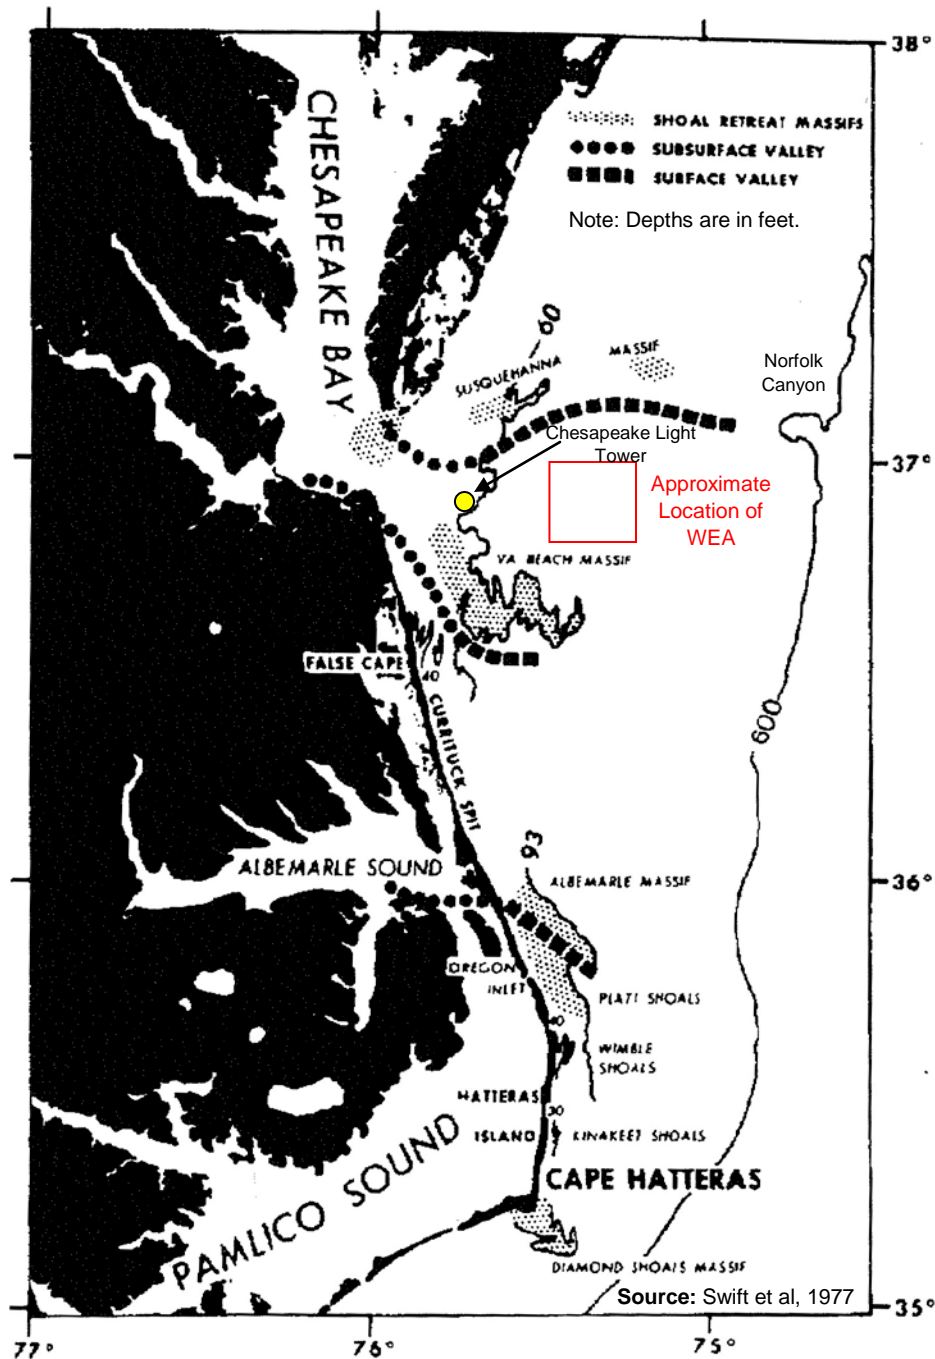 38°
SHOAL RETREAT MASSIFS
SUBSURFACE VALLEY
SURFACE VALLEY
Note: Depths are in feet.
CHESAPEAKE BAY
60
MASSIF
SUSQUEHANNA
Norfolk
Canyon
Chesapeake Light
Tower
37°
Approximate
Location of
WEA
VA BEACH MASSIF
FALSE CAPE
40
CURRITUCK SPIT
600
ALBEMARLE SOUND
63
ALBEMARLE MASSIF
36°
OREGON
INLET
PLATT SHOALS
40
WIMBLE
SHOALS
HATTERAS
30
ISLAND
KINAKEET SHOALS
PAMLICO SOUND
CAPE HATTERAS
DIAMOND SHOALS MASSIF
Source: Swift et al, 1977
35°
77°
76°
75°